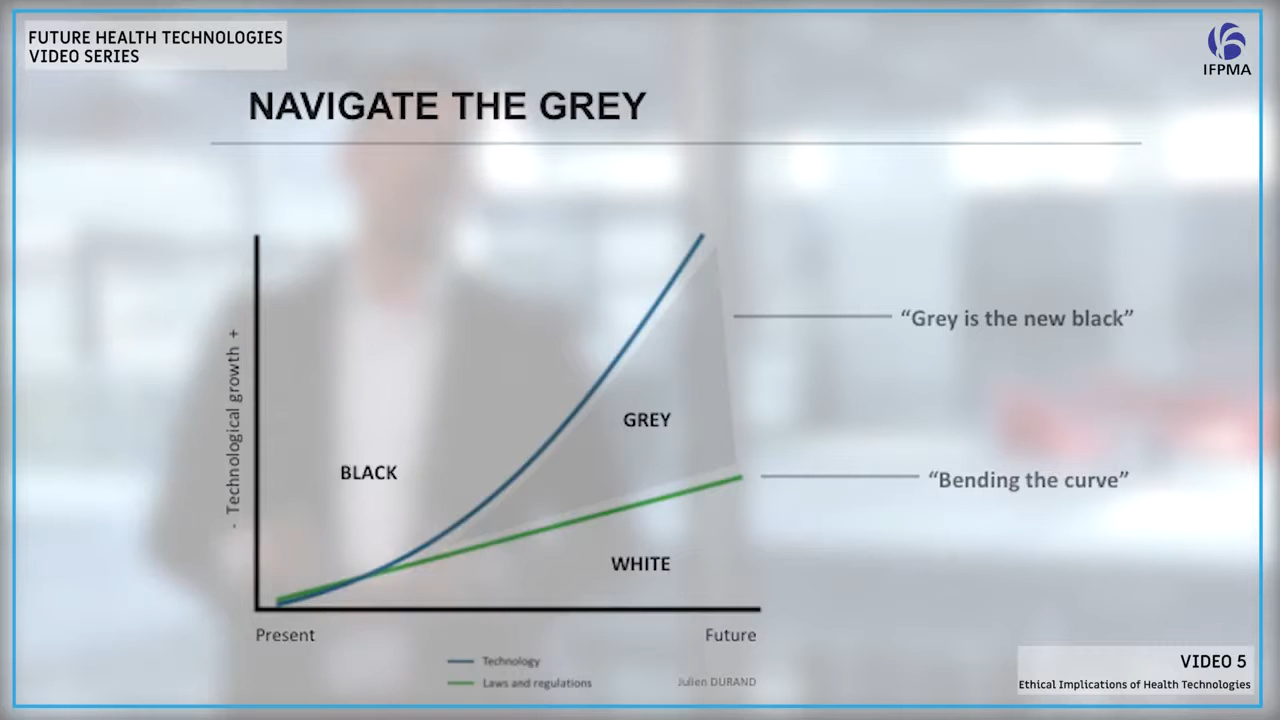 FUTURE HEALTH TECHNOLOGIES
VIDEO SERIES
IFPMA
NAVIGATE THE GREY
- Technological growth +
“Grey is the new black”
GREY
BLACK
“Bending the curve”
WHITE
Present
Future
Technology
Laws and regulations
Julien DURAND
VIDEO 5
Ethical Implications of Health Technologies